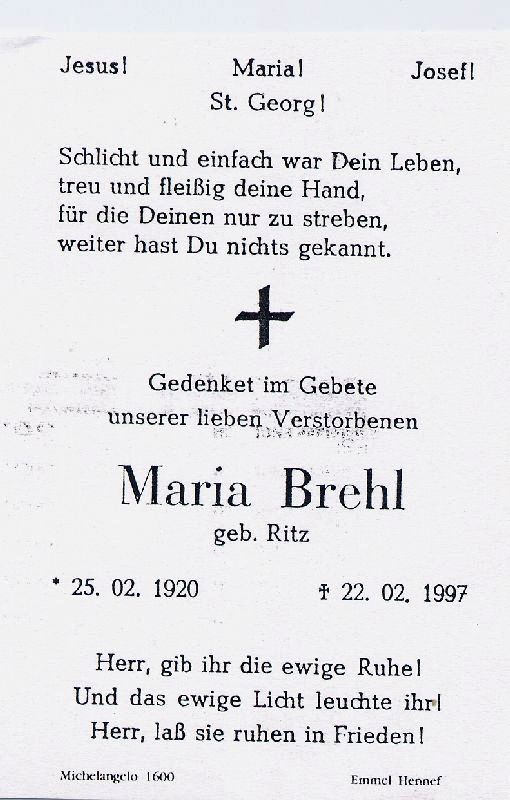 Jesus! Maria! Josef!
St. Georg!
Schlicht und einfach war Dein Leben,
treu und fleißig deine Hand,
für die Deinen nur zu streben,
weiter hast Du nichts gekannt.
Gedenket im Gebete
unserer lieben Verstorbenen
Maria Brehl
geb. Ritz
* 25. 02. 1920 † 22. 02. 1997
Herr, gib ihr die ewige Ruhe!
Und das ewige Licht leuchte ihr!
Herr, laß sie ruhen in Frieden!
Michelangelo 1600 Emmel Hennef